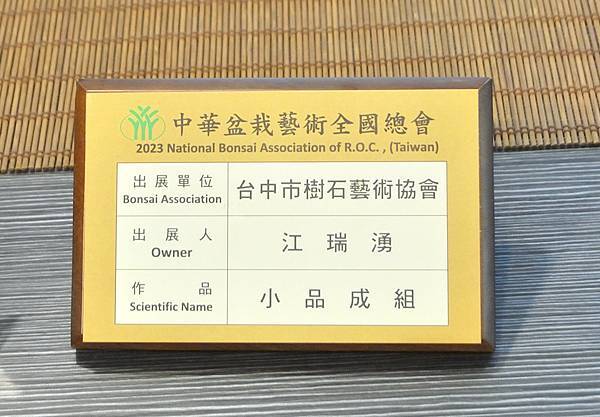 中華盆栽藝術全國總會
2023 National Bonsai Association of R.O.C. , (Taiwan)
出展單位 台中市樹石藝術協會
Bonsai Association
出展人 江瑞湧
Owner
作品 小品成組
Scientific Name